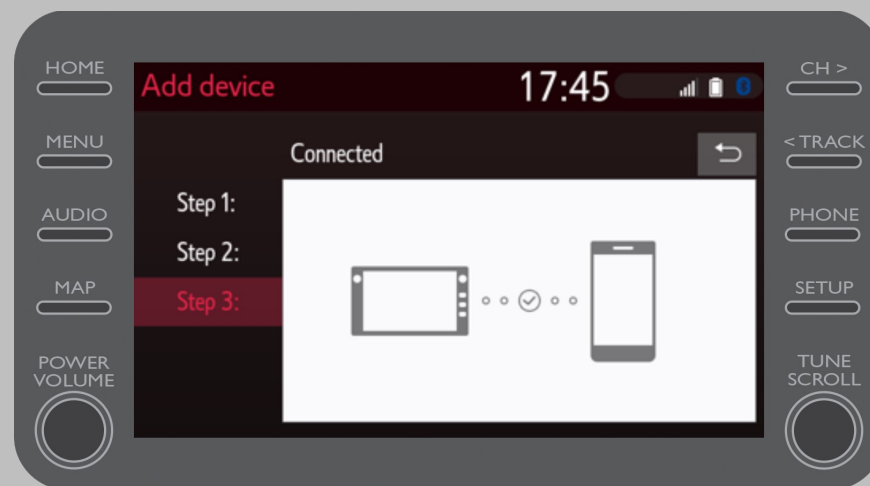 HOME
MENU
AUDIO
MAP
POWER
VOLUME
Add device
17:45
Connected
Step 1:
Step 2:
Step 3:
CH >
< TRACK
PHONE
SETUP
TUNE
SCROLL